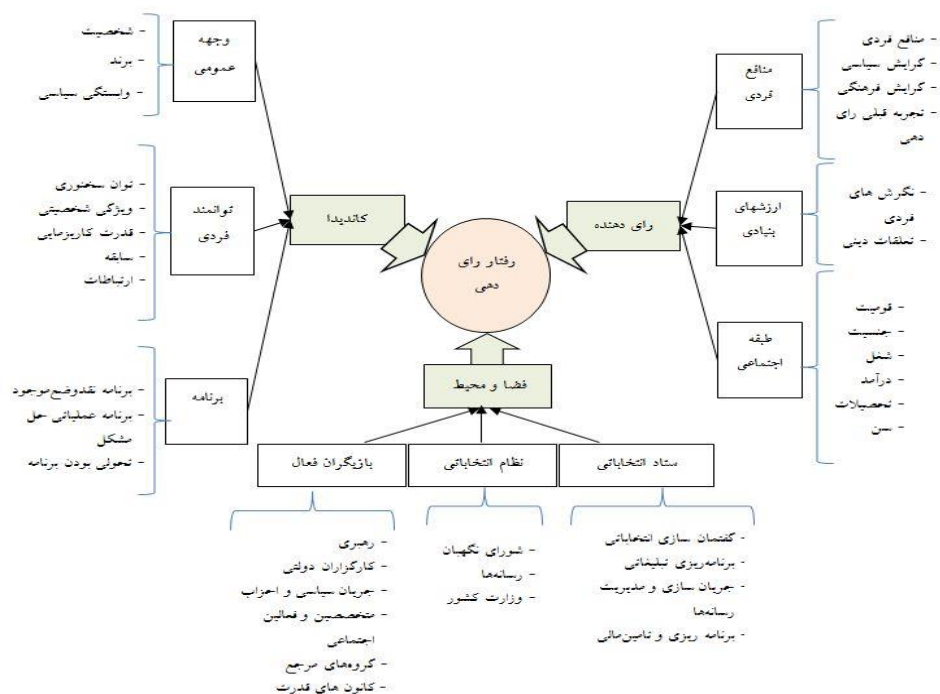 وجهه
عمومی
- شخصیت
- برند
- وابستگی سیاسی
توانمند
فردی
- توان سخنوری
- ویژگی شخصیتی
- قدرت کاریزمایی
- سابقه
- ارتباطات
برنامه
- برنامه نقدوضع‌موجود
- برنامه عملیاتی حل
مشکل
- تحولی بودن برنامه
کاندیدا
رفتار رای
دهی
رای دهنده
منافع
فردی
- منافع فردی
- گرایش سیاسی
- گرایش فرهنگی
- تجربه قبلی رای
دهی
ارزشهای
بنیادی
- نگرش های
فردی
- تعلقات دینی
طبقه
اجتماعی
- قومیت
- جنسیت
- شغل
- درآمد
- تحصیلات
- سن
فضا و محیط
ستاد انتخاباتی
نظام انتخاباتی
بازیگران فعال
- گفتمان سازی انتخاباتی
- برنامه‌ریزی تبلیغاتی
- جریان سازی و مدیریت
رسانه‌ها
- برنامه ریزی و تامین‌مالی
- شورای نگهبان
- رسانه‌ها
- وزارت کشور
- رهبری
- کارگزاران دولتی
- جریان سیاسی و احزاب
- متخصصین و فعالین
اجتماعی
- گروه‌های مرجع
- کانون های قدرت